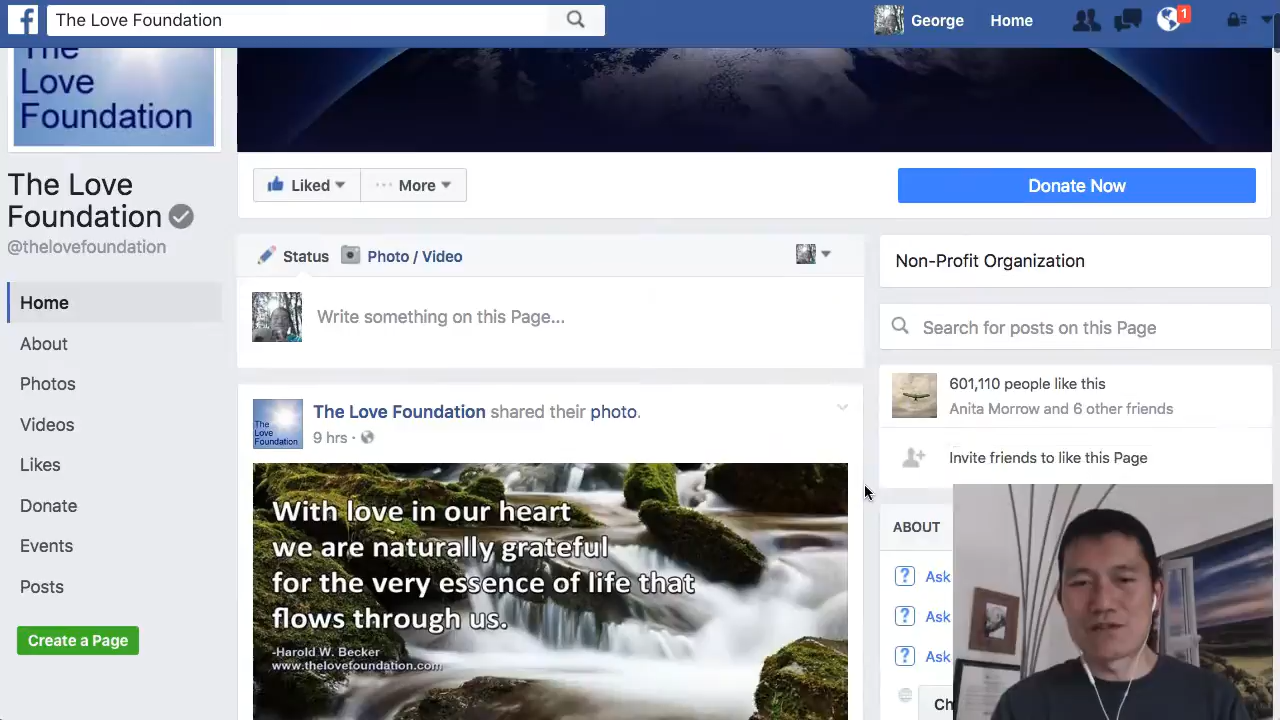 The Love Foundation
George
Home
1
The
Love
Foundation
The Love
Foundation
@thelovefoundation
Home
About
Photos
Videos
Likes
Donate
Events
Posts
Create a Page
Liked
More
Donate Now
Status
Photo / Video
Write something on this Page...
The Love Foundation shared their photo.
9 hrs
The
Love
Foundation
With love in our heart
we are naturally grateful
for the very essence of life that
flows through us.
-Harold W. Becker
www.thelovefoundation.com
Non-Profit Organization
Search for posts on this Page
601,110 people like this
Anita Morrow and 6 other friends
Invite friends to like this Page
ABOUT
? Ask
? Ask
? Ask
Ch